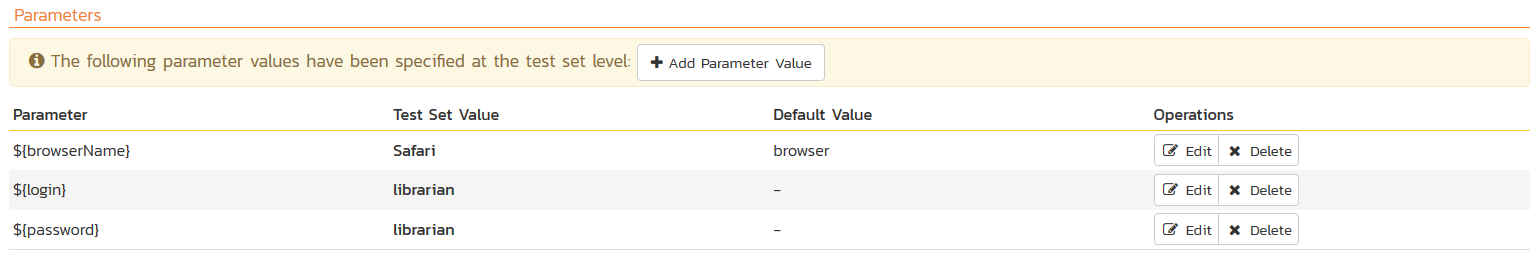 Parameters
The following parameter values have been specified at the test set level: Add Parameter Value
Parameter Test Set Value Default Value Operations
${browserName} Safari browser Edit Delete
${login} librarian - Edit Delete
${password} librarian - Edit Delete